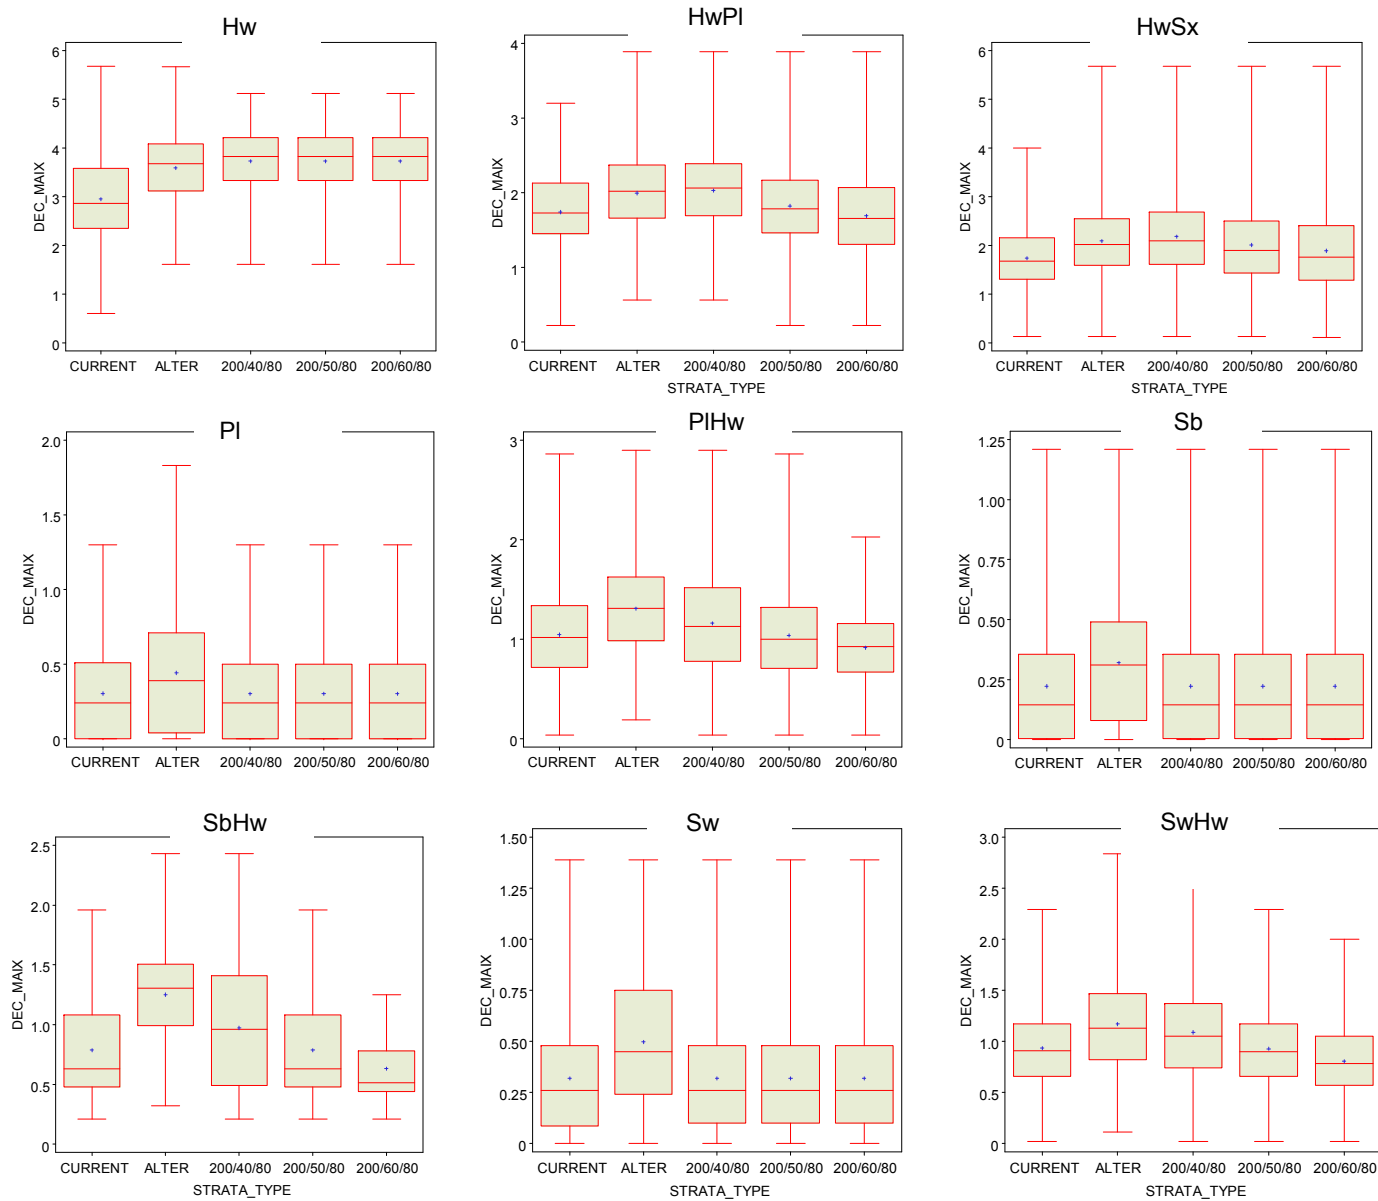 Hw
6
5
4
3
2
1
0
DEC_MAIX
CURRENT ALTER 200/40/80 200/50/80 200/60/80
HwPl
4
3
2
1
0
DEC_MAIX
CURRENT ALTER 200/40/80 200/50/80 200/60/80
STRATA_TYPE
HwSx
6
5
4
3
2
1
0
DEC_MAIX
CURRENT ALTER 200/40/80 200/50/80 200/60/80
Pl
2.0
1.5
1.0
0.5
0
DEC_MAIX
CURRENT ALTER 200/40/80 200/50/80 200/60/80
PlHw
3
2
1
0
DEC_MAIX
CURRENT ALTER 200/40/80 200/50/80 200/60/80
Sb
1.25
1.00
0.75
0.50
0.25
0
DEC_MAIX
CURRENT ALTER 200/40/80 200/50/80 200/60/80
SbHw
2.5
2.0
1.5
1.0
0.5
0
DEC_MAIX
CURRENT ALTER 200/40/80 200/50/80 200/60/80
STRATA_TYPE
Sw
1.50
1.25
1.00
0.75
0.50
0.25
0
DEC_MAIX
CURRENT ALTER 200/40/80 200/50/80 200/60/80
SwHw
3.0
2.5
2.0
1.5
1.0
0.5
0
DEC_MAIX
CURRENT ALTER 200/40/80 200/50/80 200/60/80
STRATA_TYPE